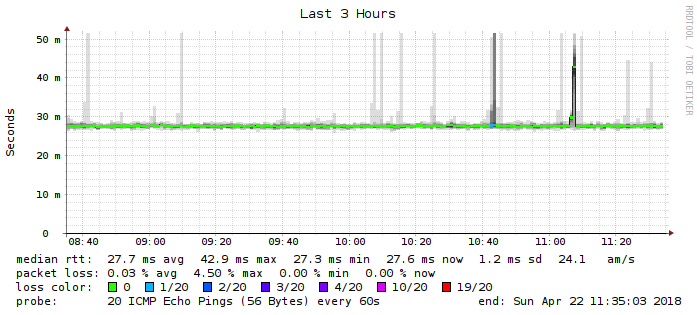 Last 3 Hours
RRDTOOL / TOBI OETIKER
Seconds
50 m
40 m
30 m
20 m
10 m
0
08:40 09:00 09:20 09:40 10:00 10:20 10:40 11:00 11:20
median rtt: 27.7 ms avg 42.9 ms max 27.3 ms min 27.6 ms now 1.2 ms sd 24.1 am/s
packet loss: 0.03 % avg 4.50 % max 0.00 % min 0.00 % now
loss color: 0 1/20 2/20 3/20 4/20 10/20 19/20
probe: 20 ICMP Echo Pings (56 Bytes) every 60s end: Sun Apr 22 11:35:03 2018